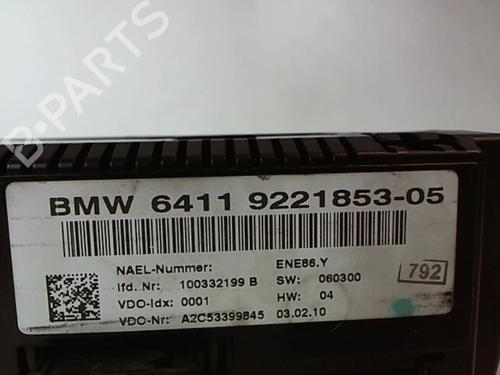 B-PARTS
BMW 6411 9221853-05
NAEL-Nummer: ENE86.Y
lfd. Nr: 100332199 B SW: 060300
VDO-Idx: 0001 HW: 04
VDO-Nr: A2C53399845 03.02.10
792